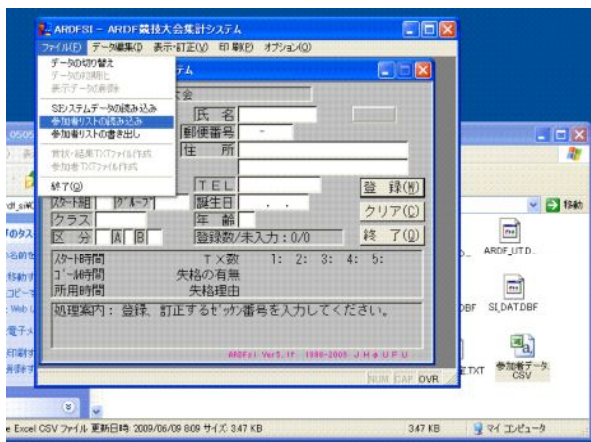 ARDFSI - ARDF競技大会集計システム
ファイル(F) データ編集(I) 表示・訂正(V) 印刷(P) オプション(O)
データの切り替え
データの初期化
表示データの削除
SIシステムデータの読み込み
参加者リストの読み込み
参加者リストの書き出し
賞状・結果TXTファイル作成
参加者TXTファイル作成
終了(Q)
テム
大会
氏 名
郵便番号 -
住 所
TEL
登 録(W)
スタート組 グループ
誕生日 . .
クリア(C)
クラス
年 齢
区 分 A B
登録数/未入力:0/0
終 了(Q)
スタート時間 TX数 1: 2: 3: 4: 5:
ゴール時間 失格の有無
所用時間 失格理由
処理案内: 登録、訂正するゼッケン番号を入力してください。
ARDFsi Ver5.1f 1998-2005 JHφUFU
NUM CAP OVR
移動
ARDF_UTD...
SI_DAT.DBF
参加者データ.CSV
Excel CSV ファイル 更新日時: 2009/06/09 8:09 サイズ: 3.47 KB
3.47 KB
マイ コンピュータ